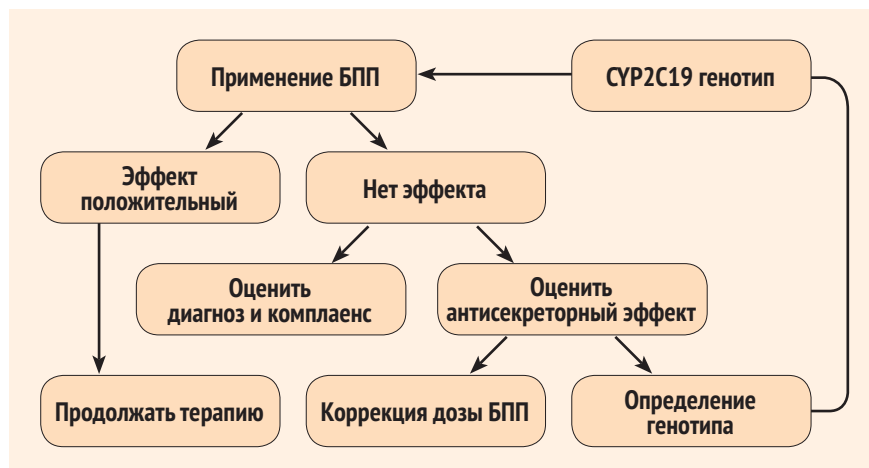 Применение БПП
CYP2C19 генотип
Эффект
положительный
Нет эффекта
Оценить
диагноз и комплаенс
Оценить
антисекреторный эффект
Продолжать терапию
Коррекция дозы БПП
Определение
генотипа